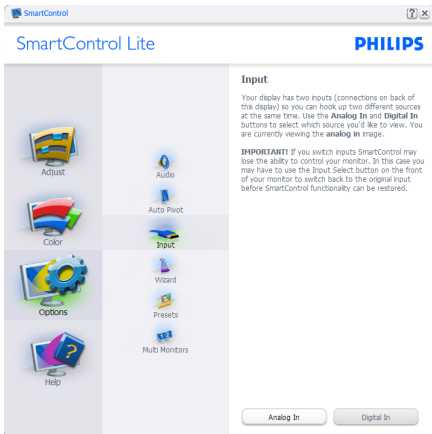 SmartControl
SmartControl Lite
PHILIPS
Adjust
Color
Options
Help
Audio
Auto Pivot
Input
Wizard
Presets
Multi Monitors
Input
Your display has two inputs (connections on back of
this display) so you can hook up two different sources
at the same time. Use the Analog In and Digital In
buttons to select which source you'd like to view. You
are currently viewing the analog in image.
IMPORTANT! If you switch inputs SmartControl may
lose the ability to control your monitor. In this case you
may have to use the Input Select button on the front
of your monitor to switch back to the original input
before SmartControl functionality can be restored.
Analog In
Digital In